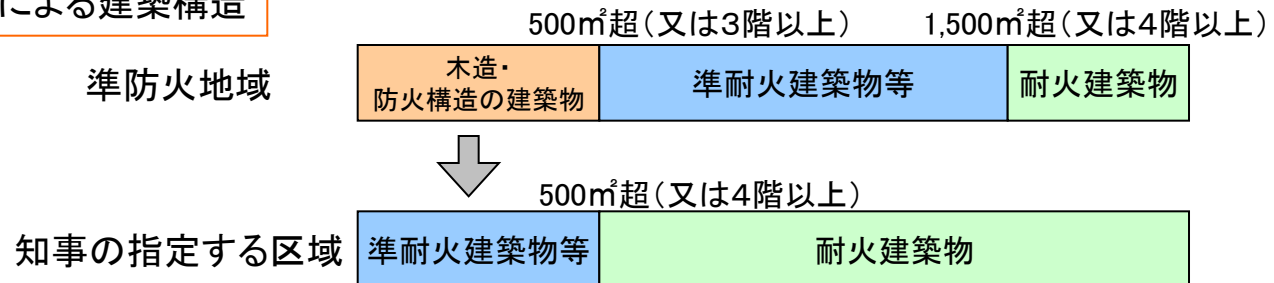 による建築構造
500㎡超（又は3階以上）　1,500㎡超（又は4階以上）
準防火地域
木造・
防火構造の建築物
準耐火建築物等
耐火建築物
500㎡超（又は4階以上）
知事の指定する区域
準耐火建築物等
耐火建築物